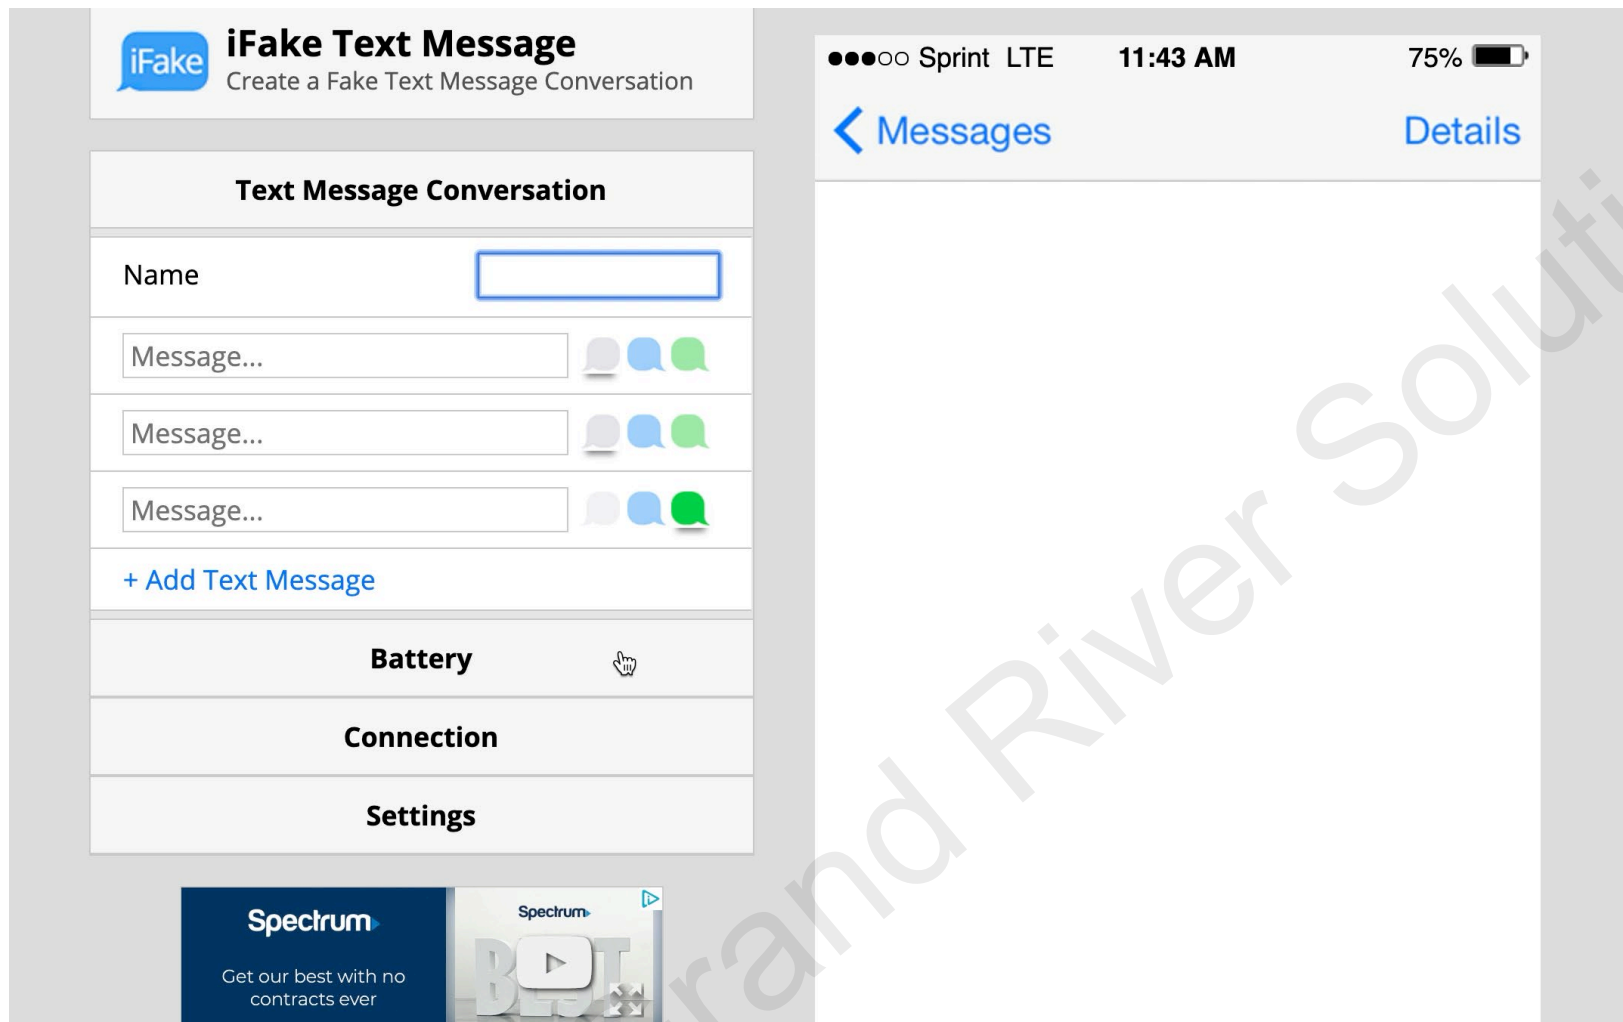 iFake
iFake Text Message
Create a Fake Text Message Conversation
Text Message Conversation
Name
Message...
Message...
Message...
+ Add Text Message
Battery
Connection
Settings
Spectrum
Get our best with no
contracts ever
Spectrum
BEST
Sprint LTE 11:43 AM 75%
Messages Details
rand River Soluti